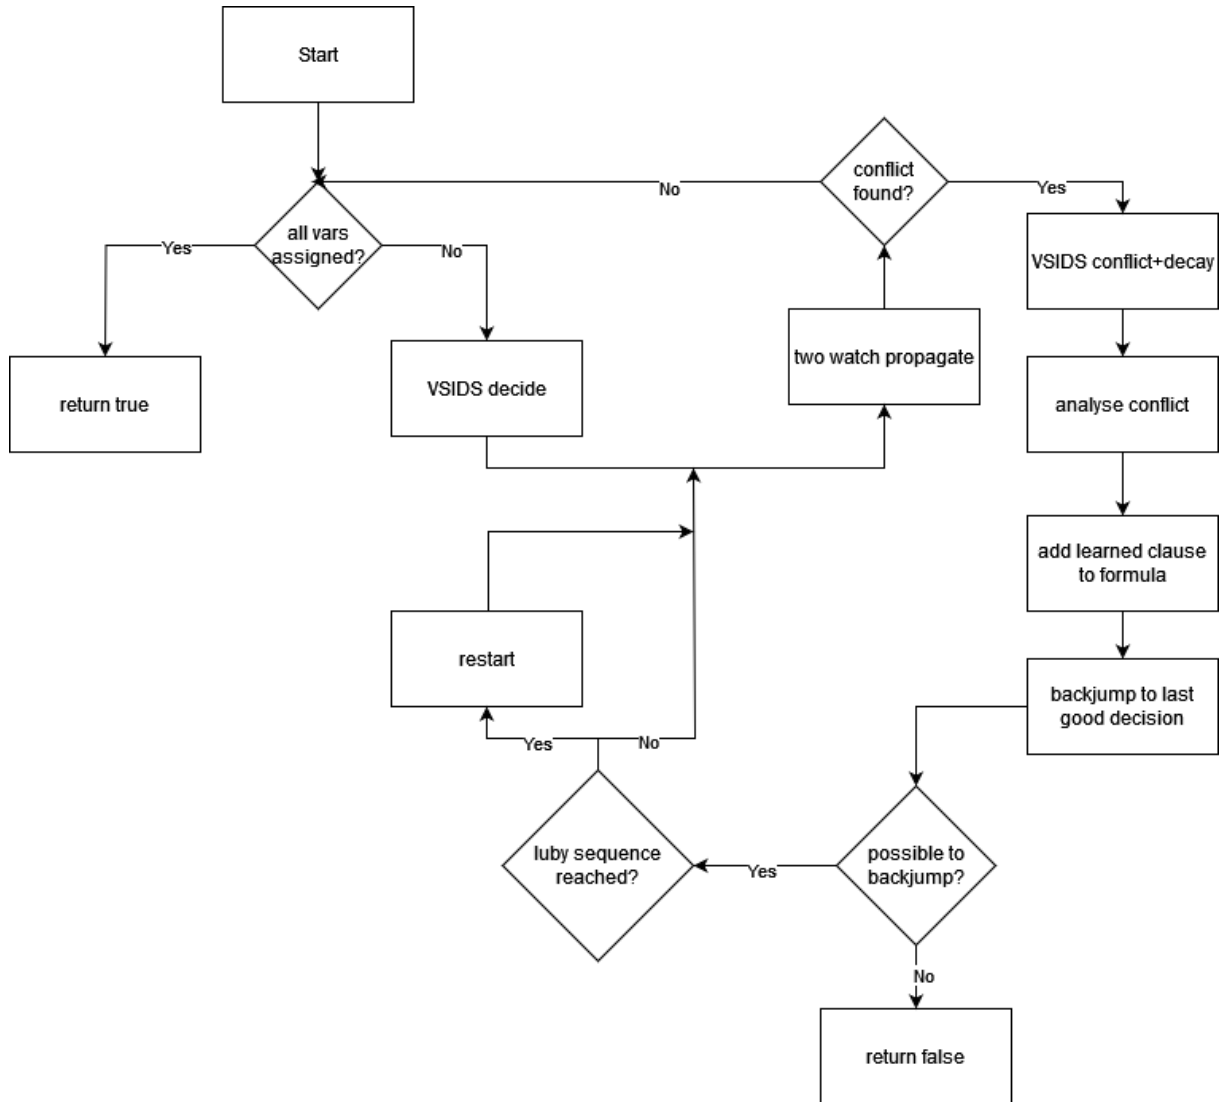 Start
conflict
found?
No
Yes
all vars
assigned?
Yes
No
VSIDS conflict+decay
two watch propagate
return true
VSIDS decide
analyse conflict
add learned clause
to formula
restart
backjump to last
good decision
Yes
No
luby sequence
reached?
Yes
possible to
backjump?
No
return false